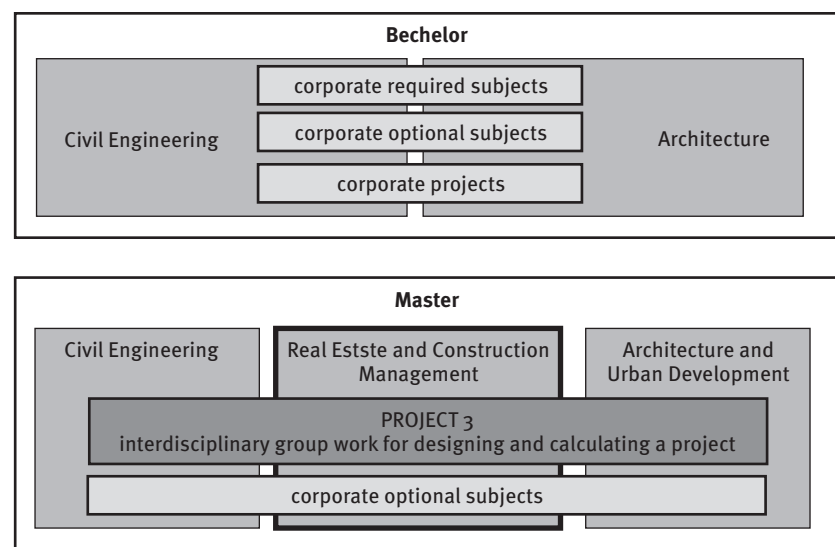 Bechelor
Civil Engineering
corporate required subjects
corporate optional subjects
corporate projects
Architecture
Master
Civil Engineering
Real Estste and Construction
Management
Architecture and
Urban Development
PROJECT 3
interdisciplinary group work for designing and calculating a project
corporate optional subjects